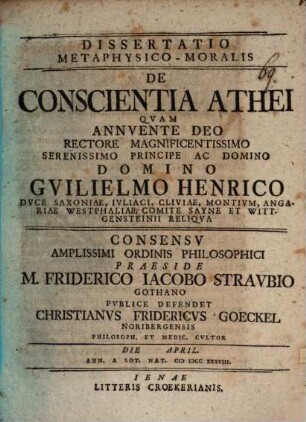 DISSERTATIO
METAPHYSICO-MORALIS
69.
DE
CONSCIENTIA ATHEI
QVAM
ANNVENTE DEO
RECTORE MAGNIFICENTISSIMO
SERENISSIMO PRINCIPE AC DOMINO
DOMINO
GVILIELMO HENRICO
DVCE SAXONIAE, IVLIACI, CLIVIAE, MONTIVM, ANGA-
RIAE WESTPHALIAE; COMITE SAYNE ET WITT-
GENSTEINII RELIQVA
CONSENSV
AMPLISSIMI ORDINIS PHILOSOPHICI
PRAESIDE
M. FRIDERICO IACOBO STRAVBIO
GOTHANO
PVBLICE DEFENDET
CHRISTIANVS FRIDERICVS GOECKEL
NORIBERGENSIS
PHILOSOPH. ET MEDIC. CVLTOR
DIE APRIL.
ANN. A SOT. NAT. CIↃ IↃCC XXXVIII.
IENAE
LITTERIS CROEKERIANIS.